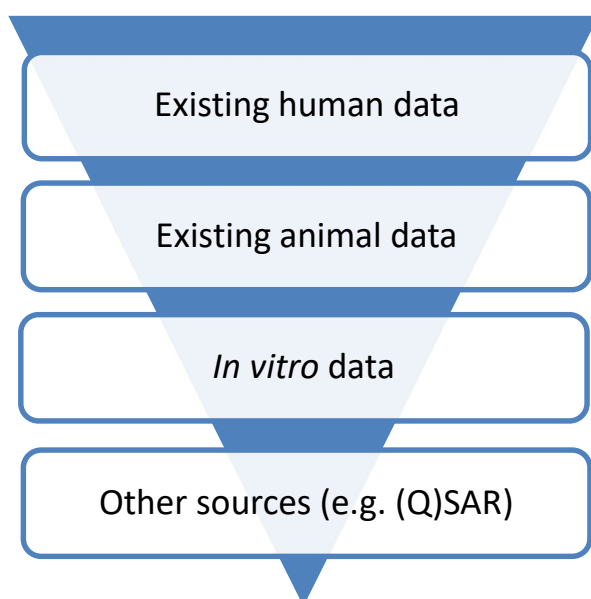 Existing human data
Existing animal data
In vitro data
Other sources (e.g. (Q)SAR)